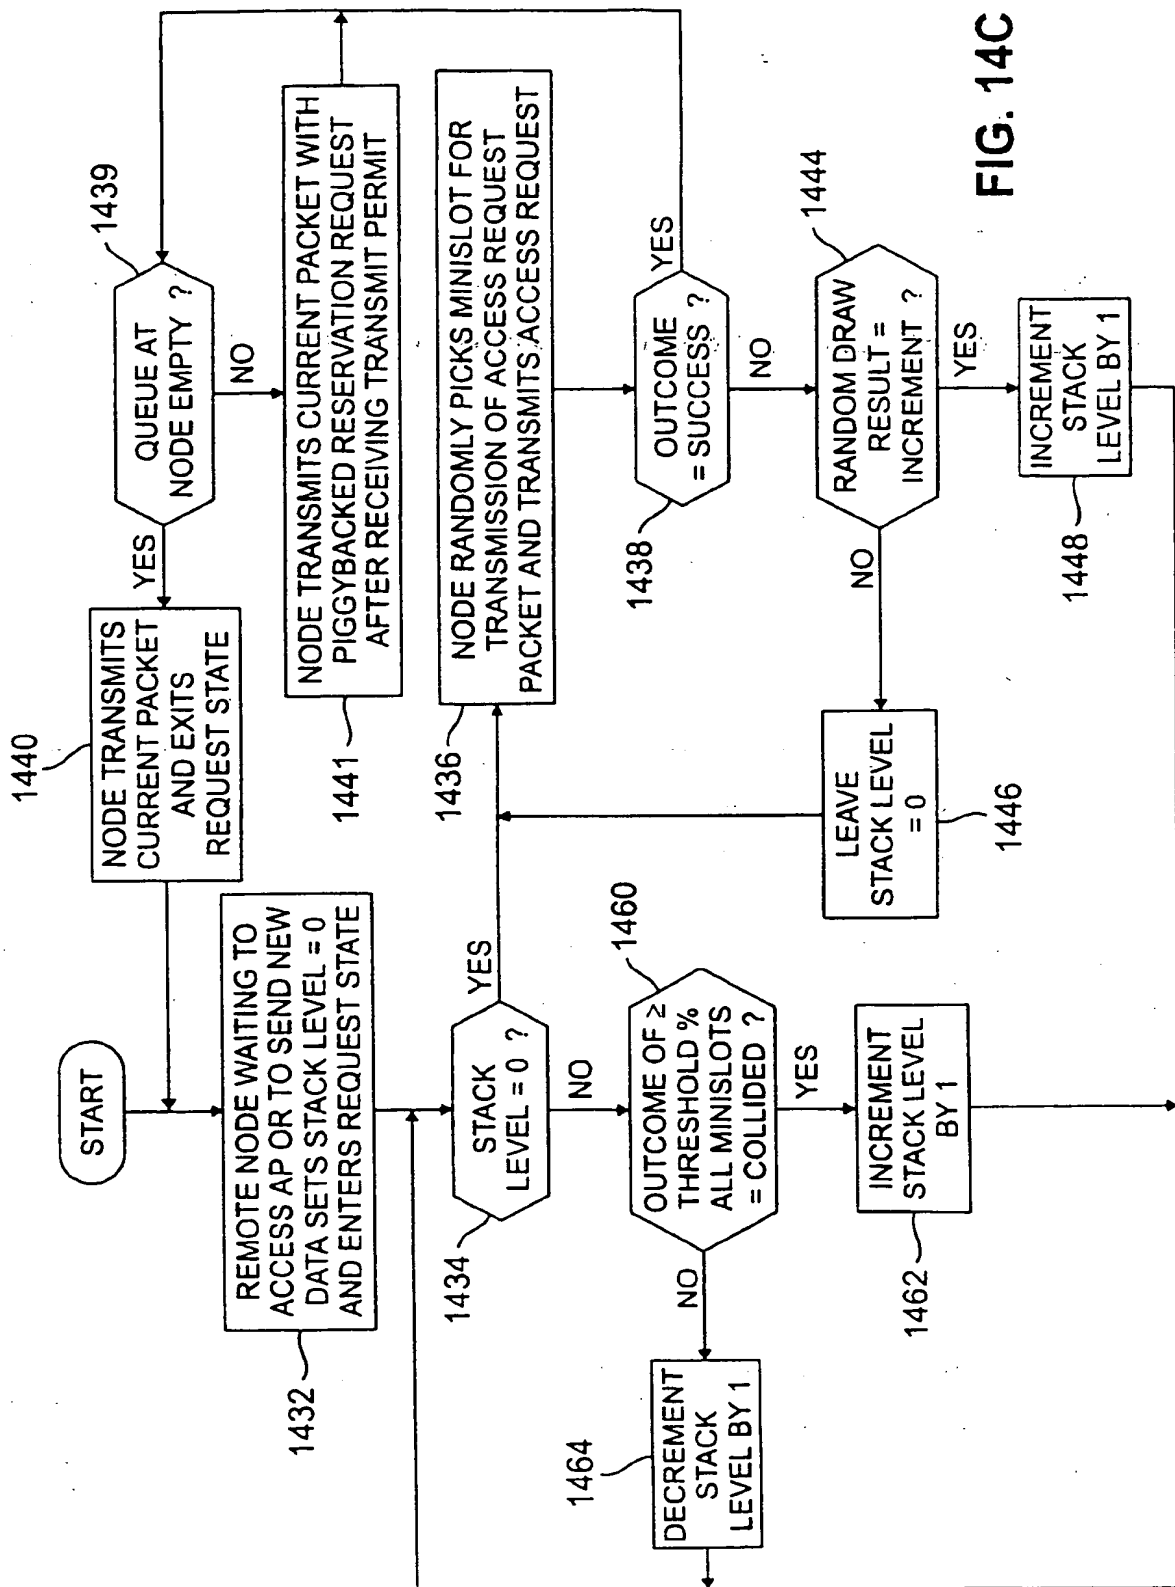 START
REMOTE NODE WAITING TO
ACCESS AP OR TO SEND NEW
DATA SETS STACK LEVEL = 0
AND ENTERS REQUEST STATE
1432
NODE TRANSMITS
CURRENT PACKET
AND EXITS
REQUEST STATE
1440
YES
QUEUE AT
NODE EMPTY ?
1439
NO
NODE TRANSMITS CURRENT PACKET WITH
PIGGYBACKED RESERVATION REQUEST
AFTER RECEIVING TRANSMIT PERMIT
1441
STACK
LEVEL = 0 ?
1434
YES
NO
1436
NODE RANDOMLY PICKS MINISLOT FOR
TRANSMISSION OF ACCESS REQUEST
PACKET AND TRANSMITS ACCESS REQUEST
OUTCOME
= SUCCESS ?
1438
YES
NO
RANDOM DRAW
RESULT =
INCREMENT ?
1444
NO
YES
LEAVE
STACK LEVEL
= 0
1446
INCREMENT
STACK
LEVEL BY 1
1448
OUTCOME OF ≥
THRESHOLD %
ALL MINISLOTS
= COLLIDED ?
1460
NO
YES
DECREMENT
STACK
LEVEL BY 1
1464
INCREMENT
STACK LEVEL
BY 1
1462
FIG. 14C